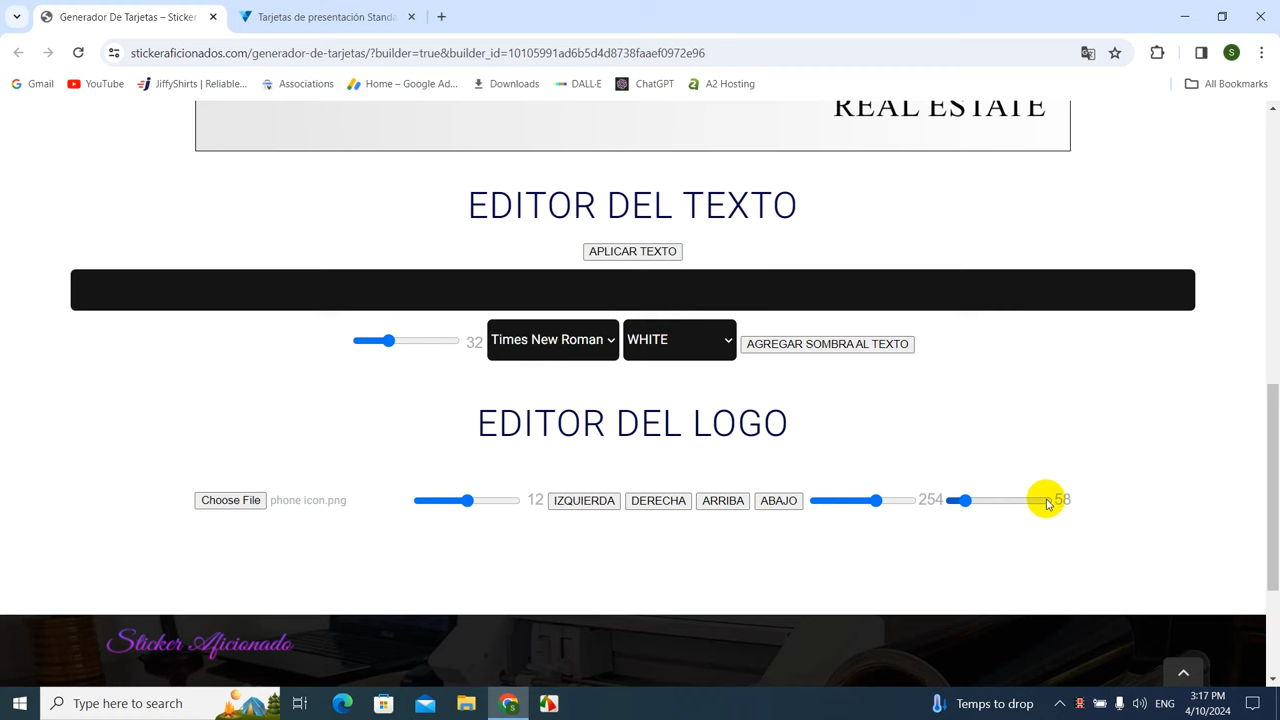 Generador De Tarjetas – Sticker
Tarjetas de presentación Standa
stickeraficionados.com/generador-de-tarjetas/?builder=true&builder_id=10105991ad6b5d4d8738faaef0972e96
S
Gmail
YouTube
JiffyShirts | Reliable...
Associations
Home – Google Ad...
Downloads
DALL·E
ChatGPT
A2 Hosting
All Bookmarks
REAL ESTATE
EDITOR DEL TEXTO
APLICAR TEXTO
32
Times New Roman
WHITE
AGREGAR SOMBRA AL TEXTO
EDITOR DEL LOGO
Choose File
phone icon.png
12
IZQUIERDA
DERECHA
ARRIBA
ABAJO
254
58
Sticker Aficionado
Type here to search
Temps to drop
ENG
3:17 PM
4/10/2024